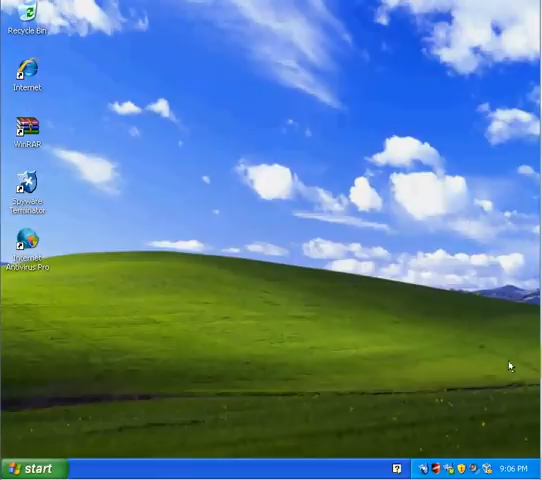 Recycle Bin
Internet
WinRAR
Spyware
Terminator
Internet
Antivirus Pro
start
?
9:06 PM